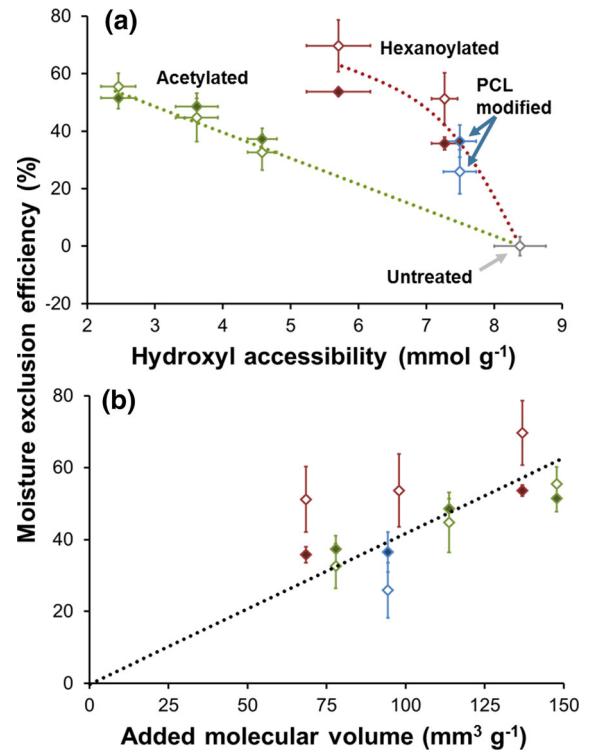 (a)
Moisture exclusion efficiency (%)
80
60
40
20
0
-20
Acetylated
Hexanoylated
PCL
modified
Untreated
2 3 4 5 6 7 8 9
Hydroxyl accessibility (mmol g⁻¹)
(b)
80
60
40
20
0
0 25 50 75 100 125 150
Added molecular volume (mm³ g⁻¹)